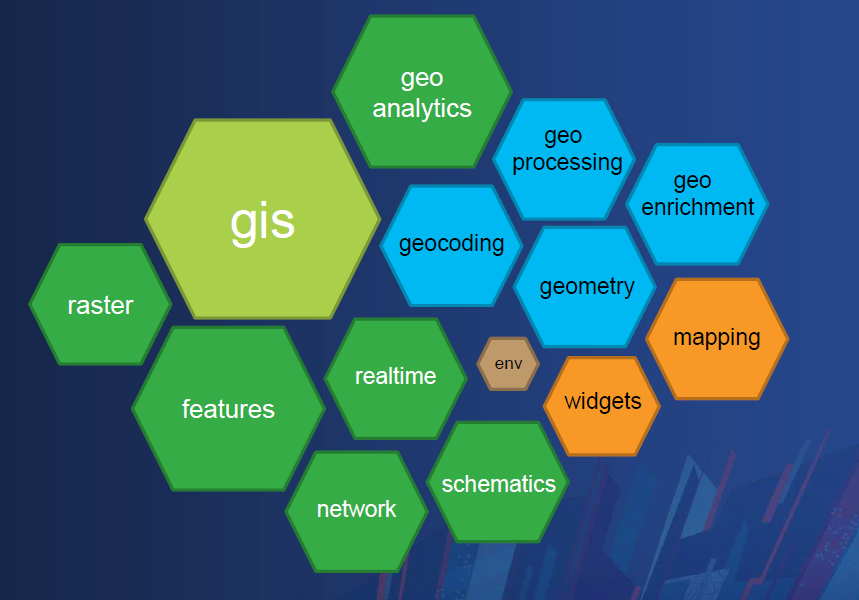 geo
analytics
geo
processing
geo
enrichment
gis
geocoding
geometry
raster
mapping
realtime
env
features
widgets
schematics
network